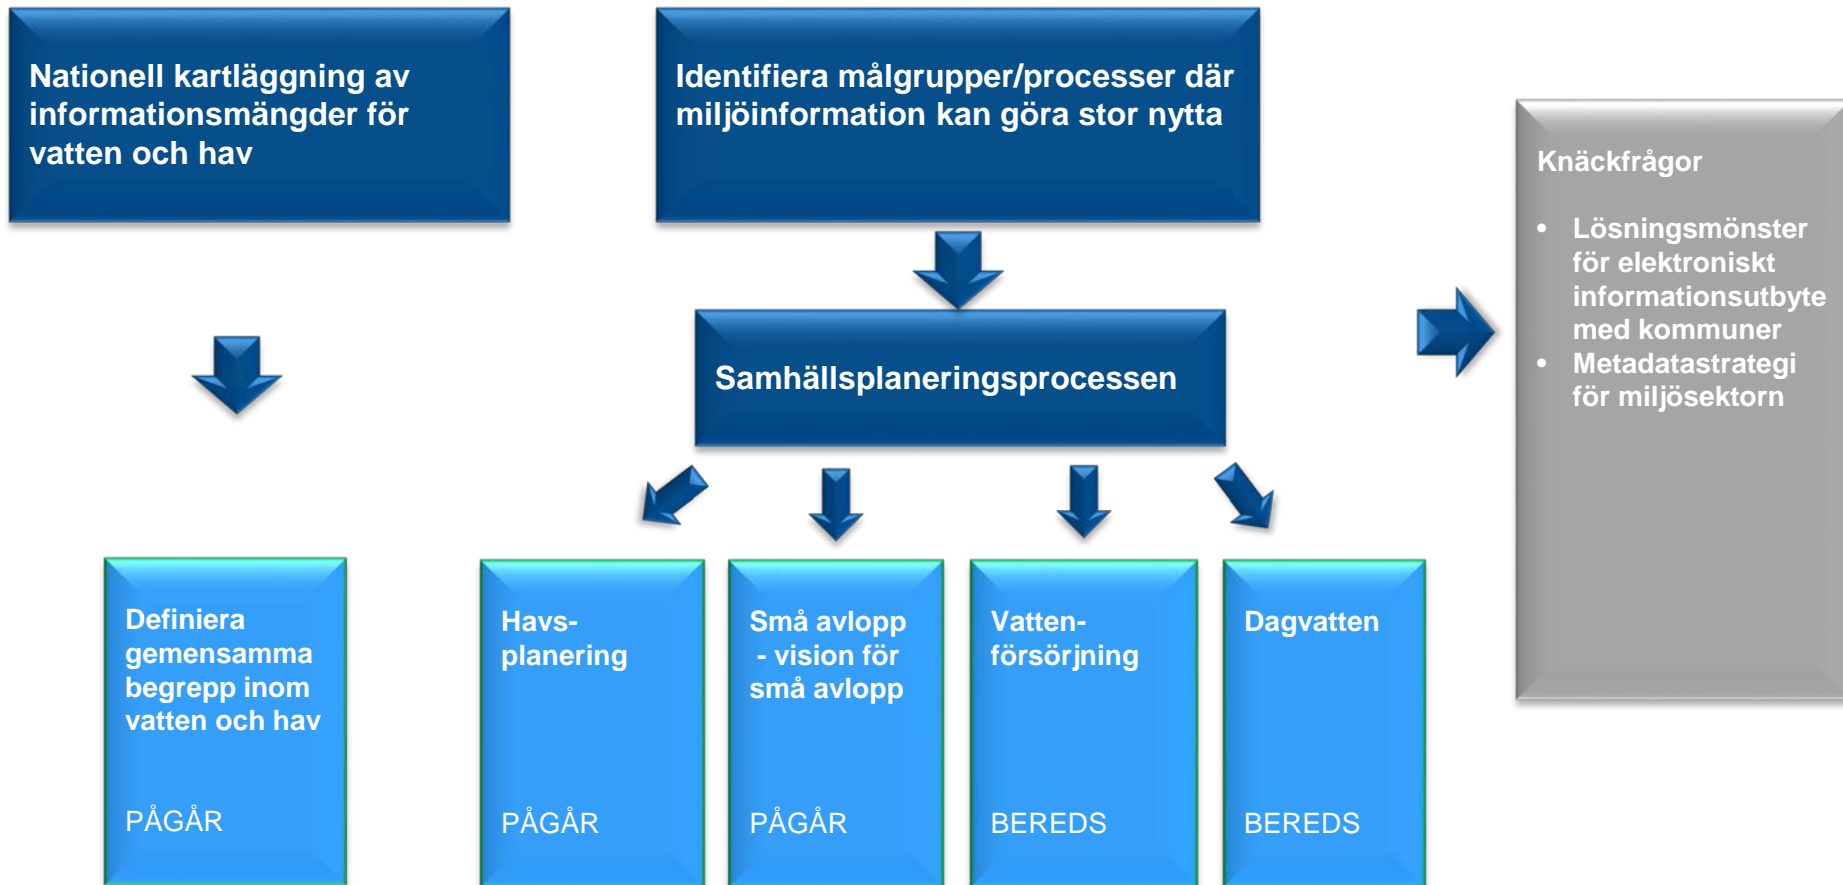 Nationell kartläggning av
informationsmängder för
vatten och hav
Identifiera målgrupper/processer där
miljöinformation kan göra stor nytta
Knäckfrågor
• Lösningsmönster
för elektroniskt
informationsutbyte
med kommuner
• Metadatastrategi
för miljösektorn
Samhällsplaneringsprocessen
Definiera
gemensamma
begrepp inom
vatten och hav
PÅGÅR
Havs-
planering
PÅGÅR
Små avlopp
- vision för
små avlopp
PÅGÅR
Vatten-
försörjning
BEREDS
Dagvatten
BEREDS